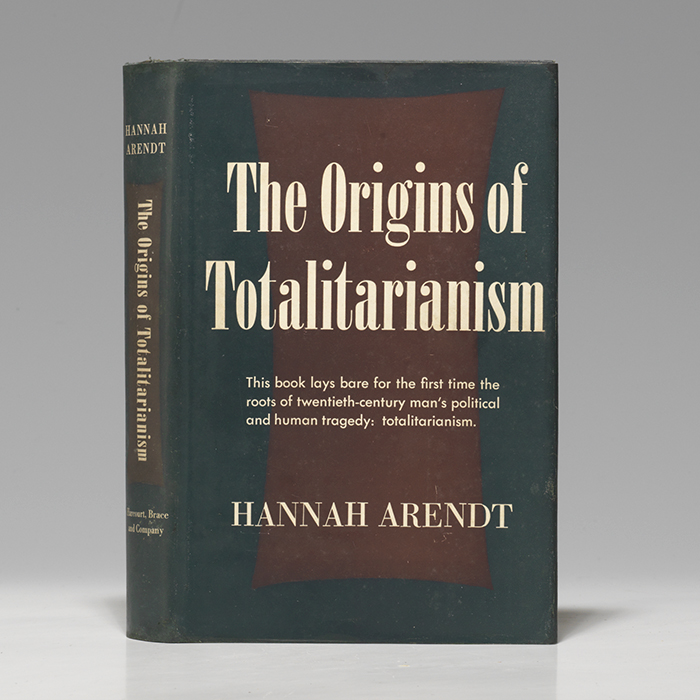 HANNAH
ARENDT
The Origins of Totalitarianism
Harcourt, Brace
and Company
The Origins of
Totalitarianism
This book lays bare for the first time the
roots of twentieth-century man's political
and human tragedy: totalitarianism.
HANNAH ARENDT